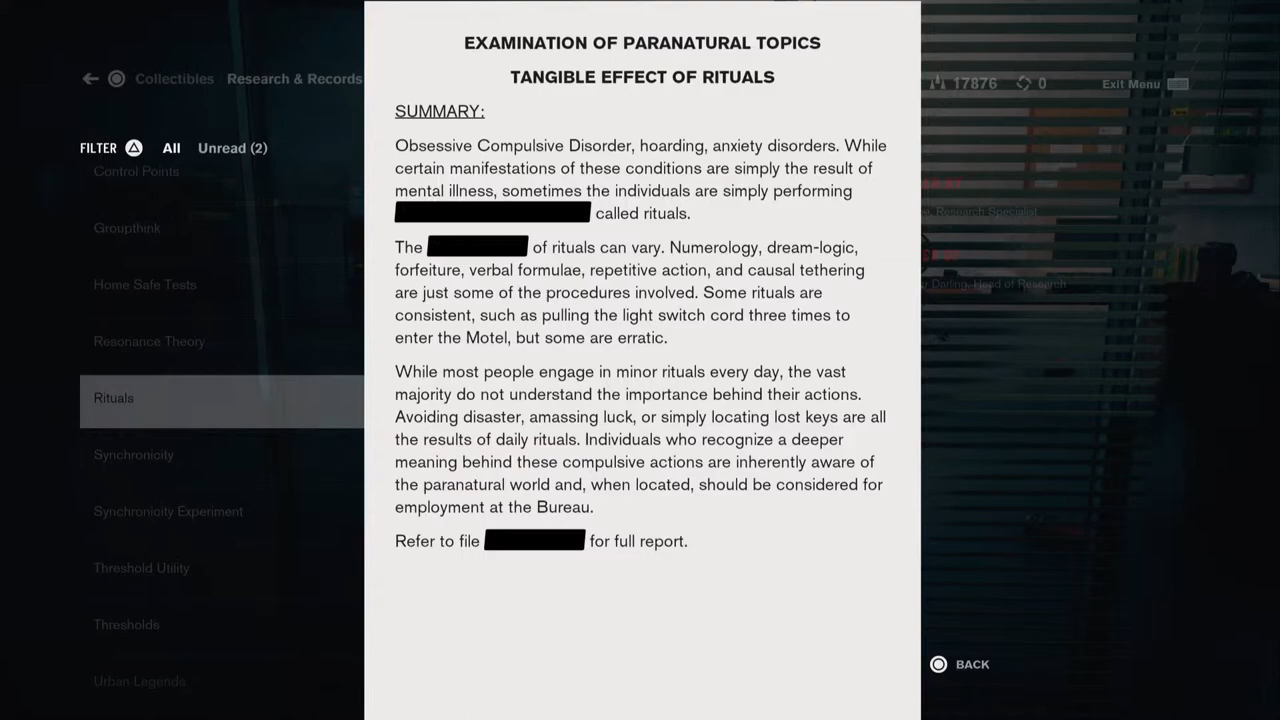 EXAMINATION OF PARANATURAL TOPICS
TANGIBLE EFFECT OF RITUALS
Collectibles Research & Records
17876 0 Exit Menu
SUMMARY:
FILTER All Unread (2)
Obsessive Compulsive Disorder, hoarding, anxiety disorders. While
certain manifestations of these conditions are simply the result of
mental illness, sometimes the individuals are simply performing
called rituals.
The of rituals can vary. Numerology, dream-logic,
forfeiture, verbal formulae, repetitive action, and causal tethering
are just some of the procedures involved. Some rituals are
consistent, such as pulling the light switch cord three times to
enter the Motel, but some are erratic.
While most people engage in minor rituals every day, the vast
majority do not understand the importance behind their actions.
Avoiding disaster, amassing luck, or simply locating lost keys are all
the results of daily rituals. Individuals who recognize a deeper
meaning behind these compulsive actions are inherently aware of
the paranatural world and, when located, should be considered for
employment at the Bureau.
Refer to file for full report.
Control Points
Groupthink
Home Safe Tests
Resonance Theory
Rituals
Synchronicity
Synchronicity Experiment
Threshold Utility
Thresholds
Urban Legends
Research Specialist
Darling, Head of Research
BACK